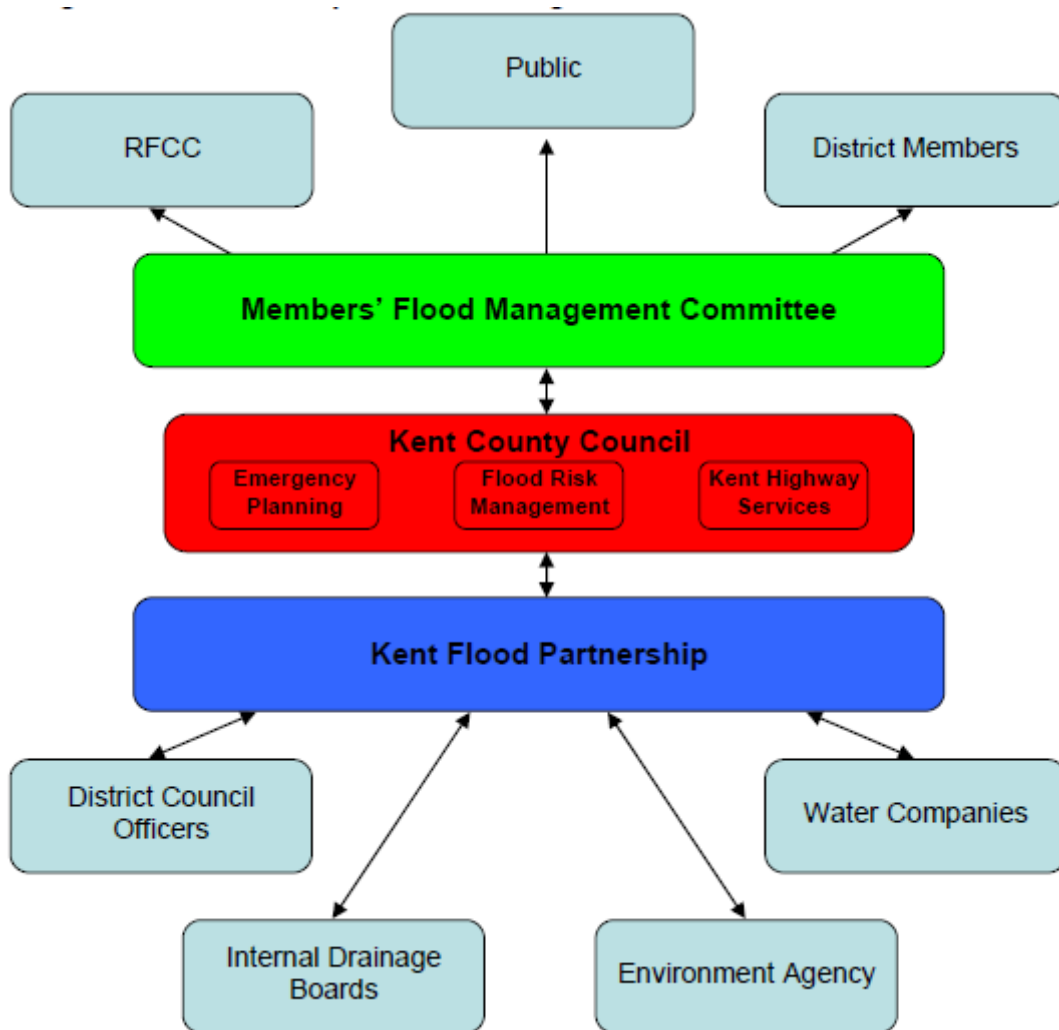 Public
RFCC
District Members
Members’ Flood Management Committee
Kent County Council
Emergency
Planning
Flood Risk
Management
Kent Highway
Services
Kent Flood Partnership
District Council
Officers
Water Companies
Internal Drainage
Boards
Environment Agency